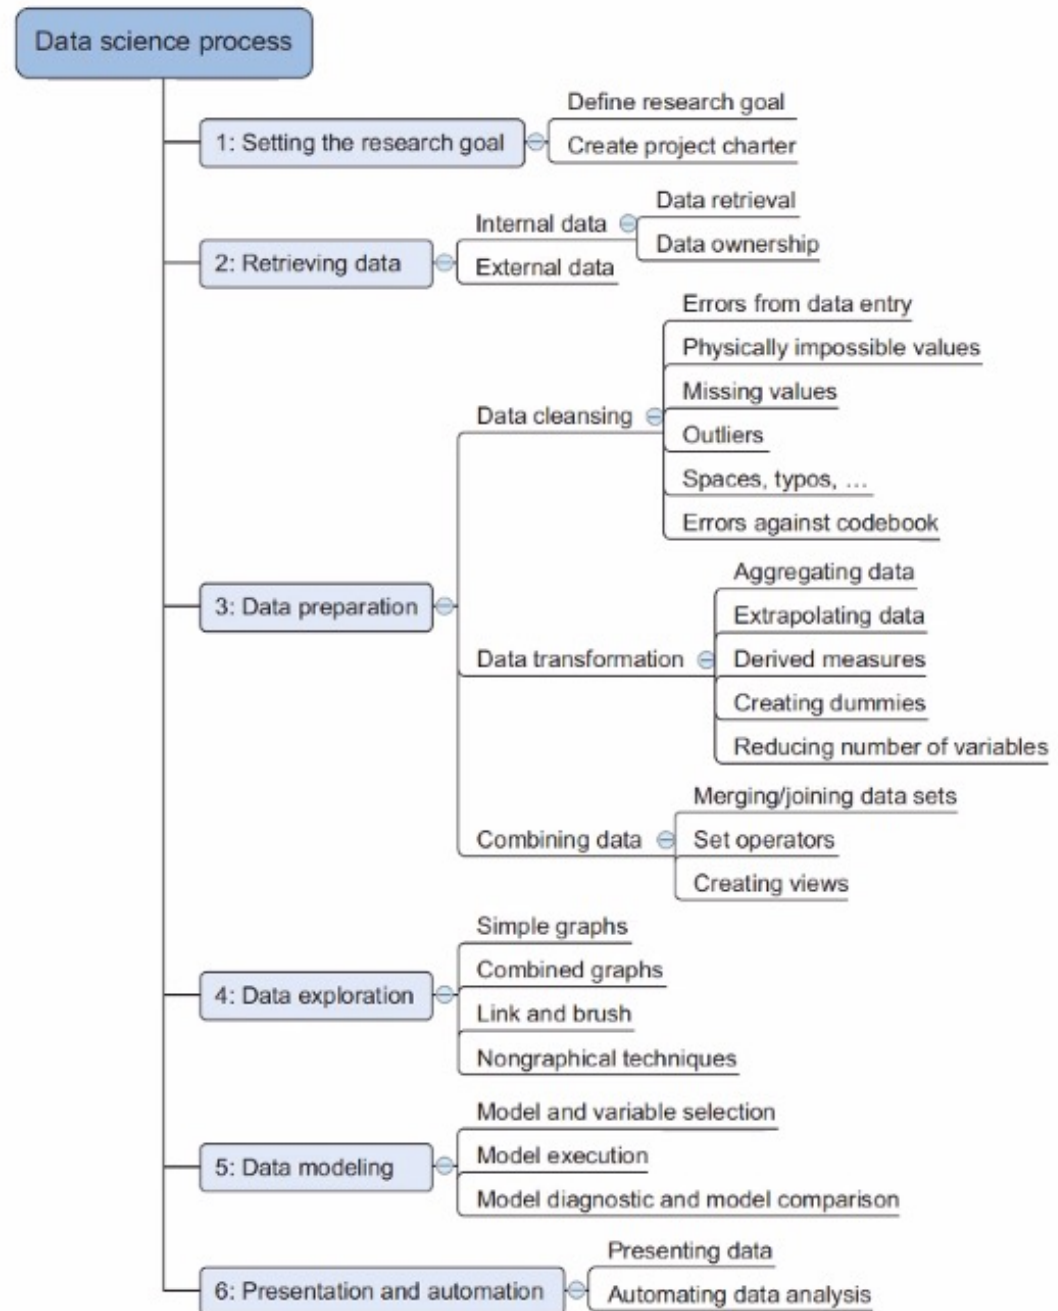 Data science process
1: Setting the research goal
Define research goal
Create project charter
2: Retrieving data
Internal data
Data retrieval
Data ownership
External data
3: Data preparation
Data cleansing
Errors from data entry
Physically impossible values
Missing values
Outliers
Spaces, typos, …
Errors against codebook
Data transformation
Aggregating data
Extrapolating data
Derived measures
Creating dummies
Reducing number of variables
Combining data
Merging/joining data sets
Set operators
Creating views
4: Data exploration
Simple graphs
Combined graphs
Link and brush
Nongraphical techniques
5: Data modeling
Model and variable selection
Model execution
Model diagnostic and model comparison
6: Presentation and automation
Presenting data
Automating data analysis